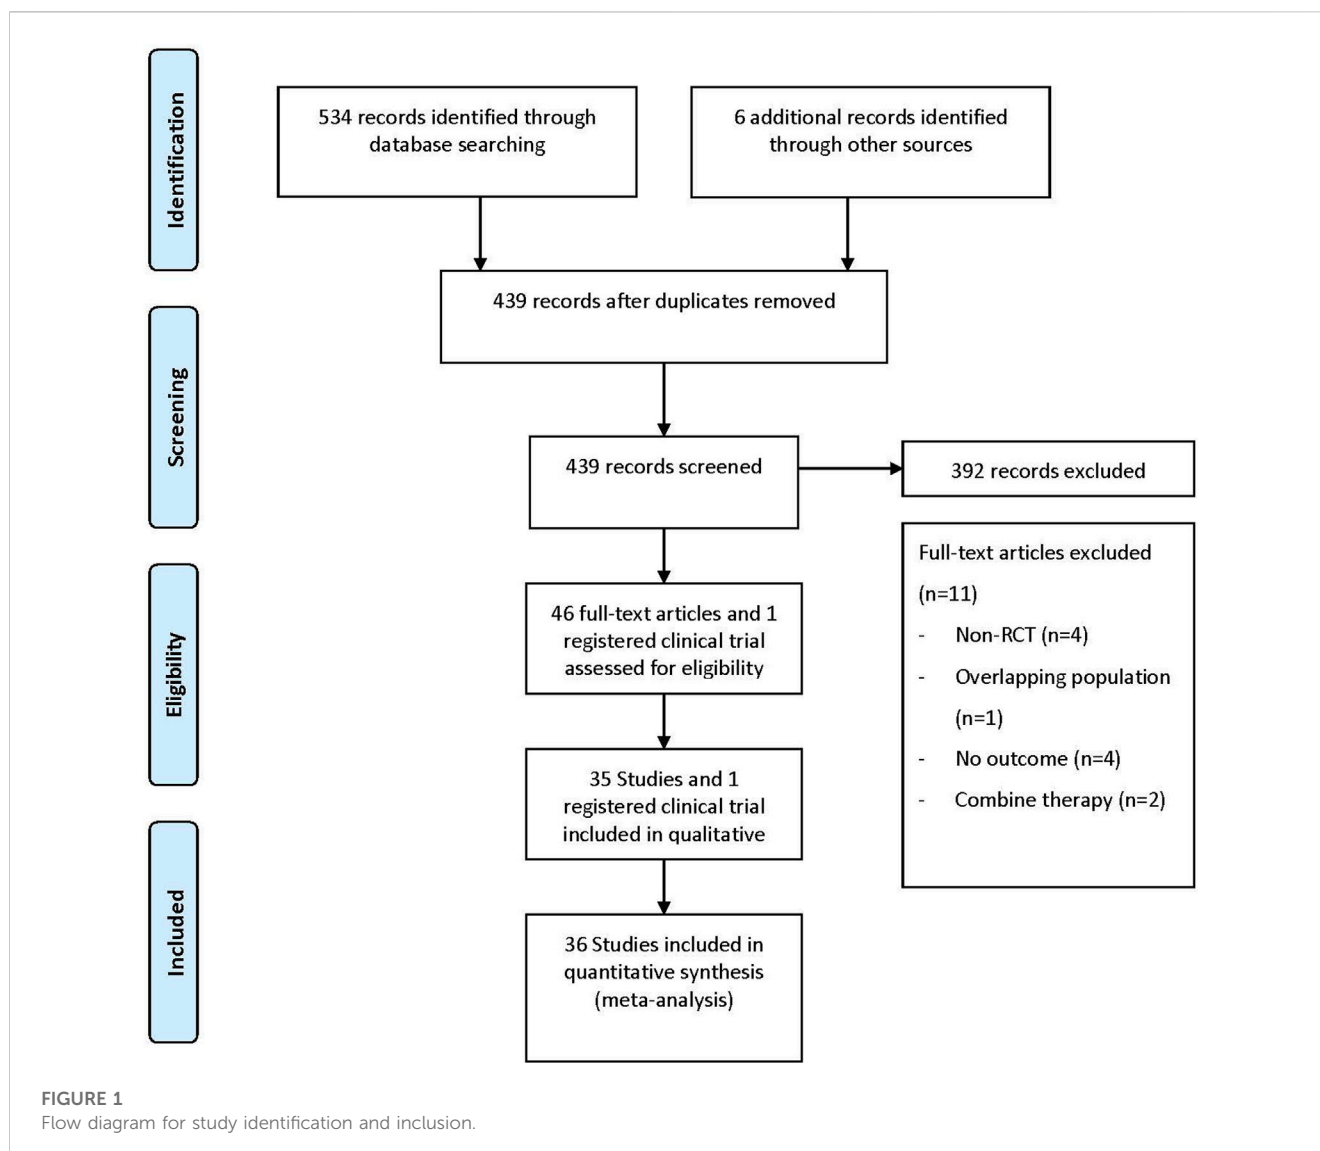 Identification
534 records identified through
database searching
6 additional records identified
through other sources
439 records after duplicates removed
Screening
439 records screened
392 records excluded
Eligibility
46 full-text articles and 1
registered clinical trial
assessed for eligibility
Full-text articles excluded
(n=11)
- Non-RCT (n=4)
- Overlapping population
(n=1)
- No outcome (n=4)
- Combine therapy (n=2)
35 Studies and 1
registered clinical trial
included in qualitative
Included
36 Studies included in
quantitative synthesis
(meta-analysis)
FIGURE 1
Flow diagram for study identification and inclusion.